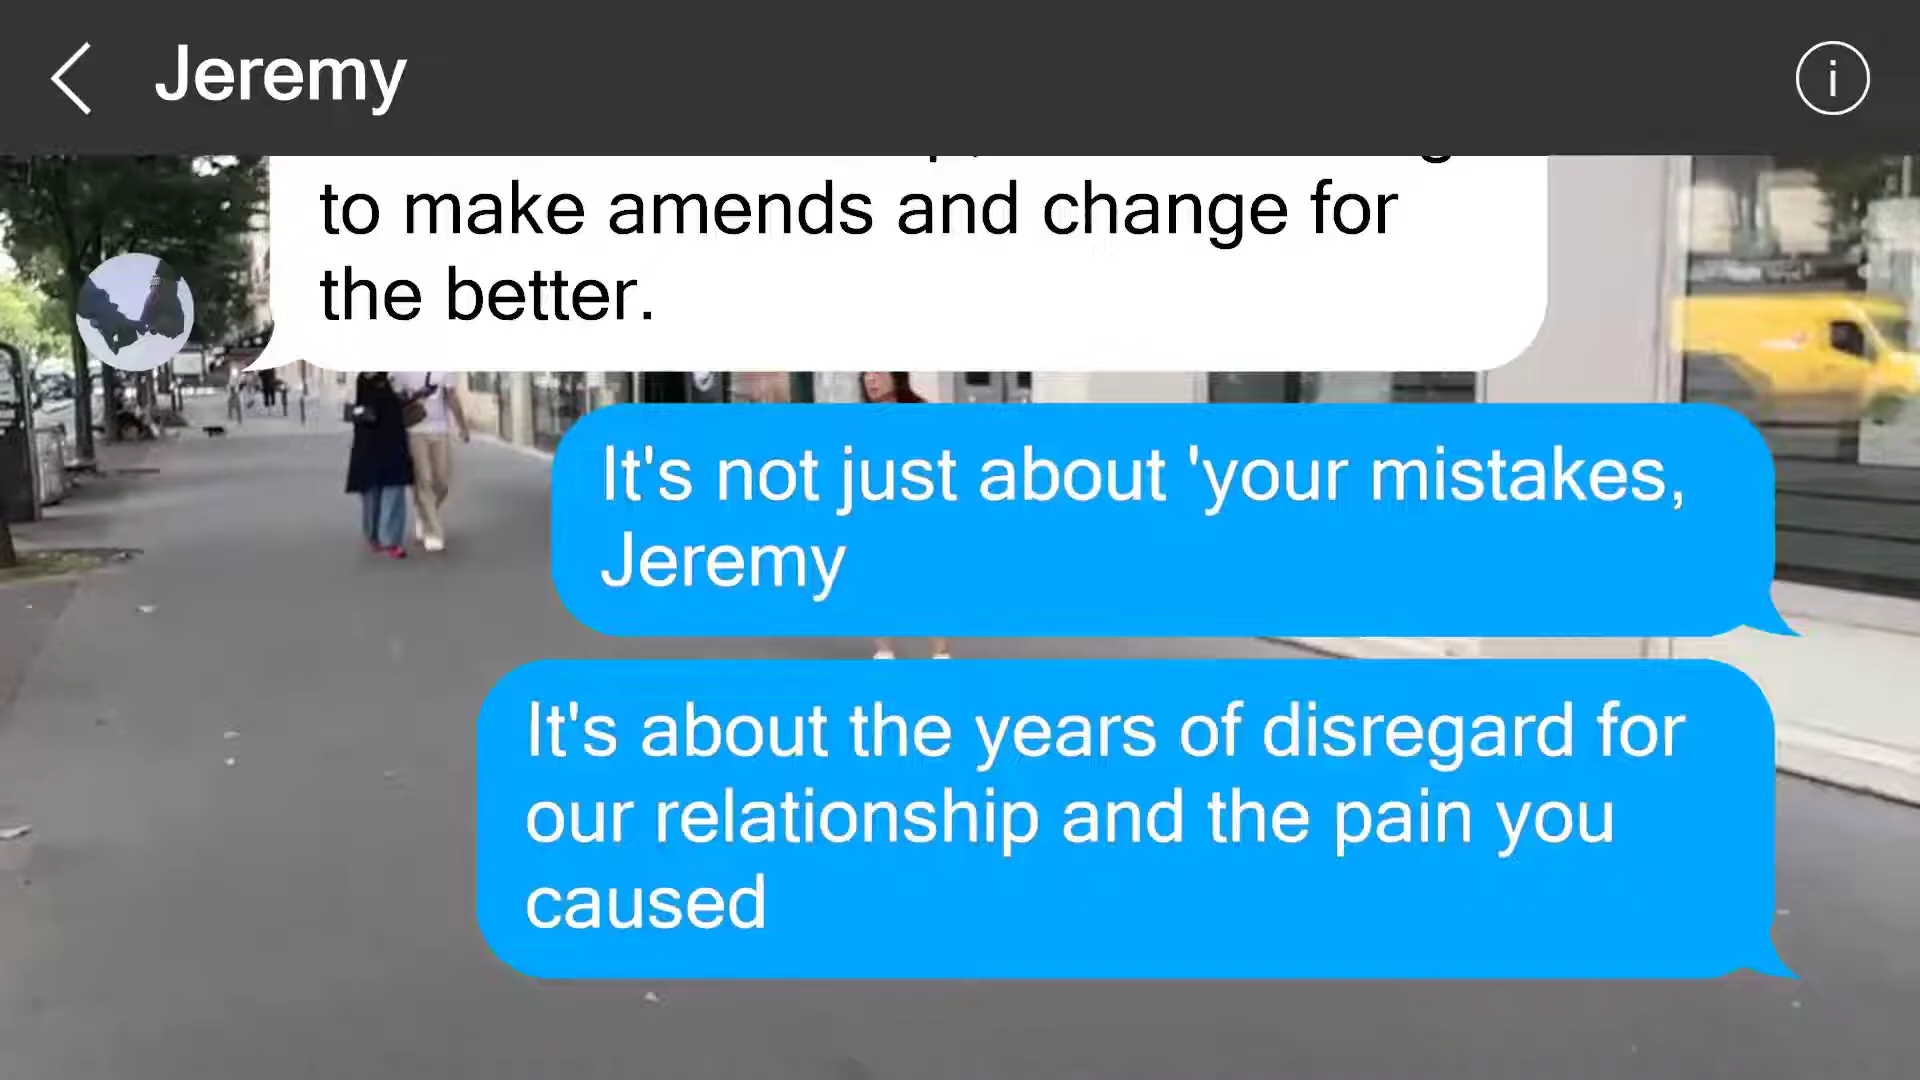 Jeremy
i
to make amends and change for
the better.
It's not just about 'your mistakes,
Jeremy
It's about the years of disregard for
our relationship and the pain you
caused